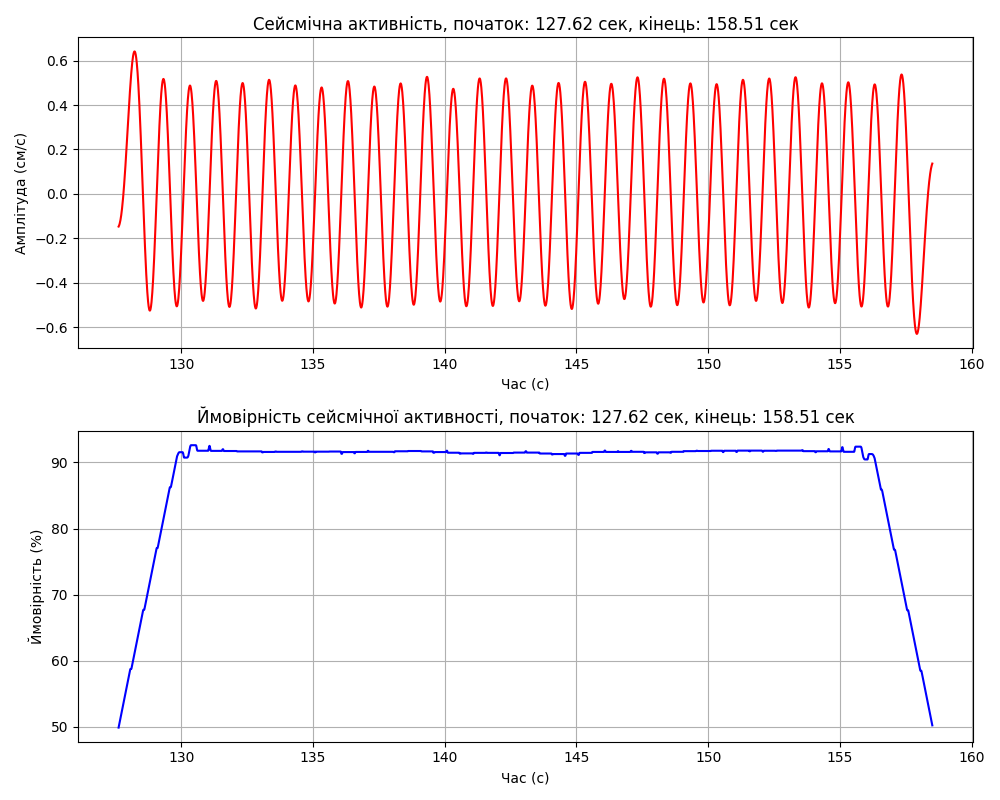 Сейсмічна активність, початок: 127.62 сек, кінець: 158.51 сек
Амплітуда (см/с)
0.6
0.4
0.2
0.0
−0.2
−0.4
−0.6
130 135 140 145 150 155 160
Час (с)
Ймовірність сейсмічної активності, початок: 127.62 сек, кінець: 158.51 сек
Ймовірність (%)
90
80
70
60
50
130 135 140 145 150 155 160
Час (с)